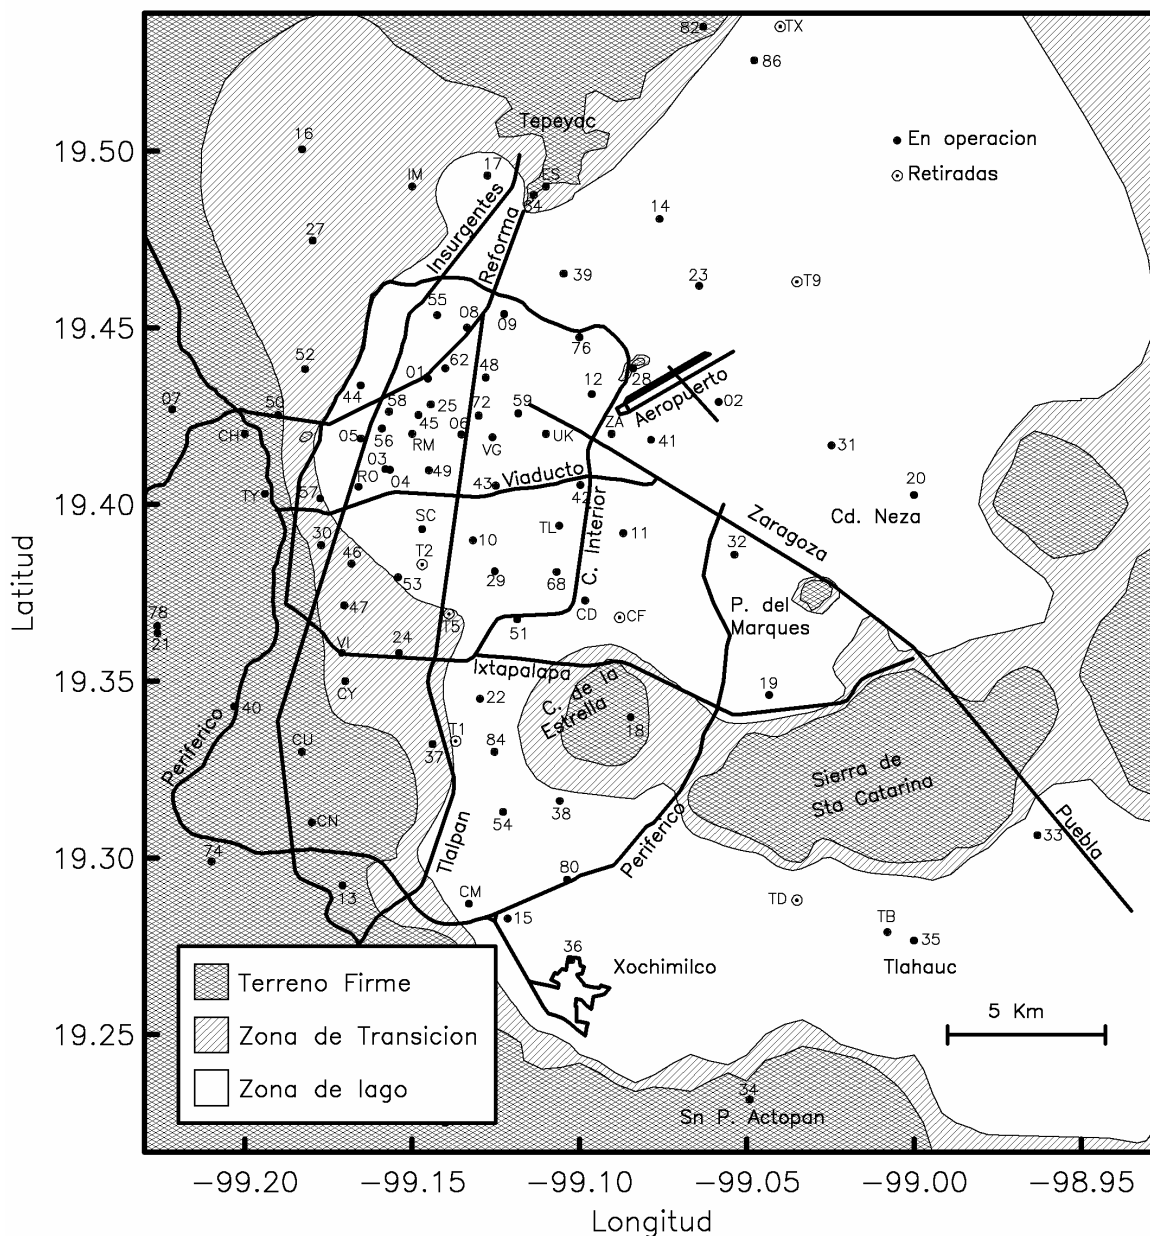 82
TX
86
Tepeyac
En operacion
Retiradas
16
17
IM
ES
64
14
27
Insurgentes
Reforma
39
23
T9
55
08
09
76
52
62
48
01
44
12
28
Aeropuerto
02
07
50
58
25
72
59
45
06
CH
05
56
RM
VG
UK
ZA
41
31
03
RO
04
49
43
Viaducto
42
20
TY
57
SC
TL
C. Interior
11
Zaragoza
Cd. Neza
30
46
T2
10
32
53
29
68
47
T5
CD
CF
P. del
Marques
78
21
51
VI
24
Ixtapalapa
CY
22
C. de la
Estrella
18
19
40
Periferico
CU
37
T1
84
Sierra de
Sta Catarina
CN
Tlalpan
54
38
Periferico
Puebla
33
74
80
13
CM
15
TD
TB
35
36
Xochimilco
Tlahauc
34
Sn P. Actopan
5 Km
Terreno Firme
Zona de Transicion
Zona de lago
19.50
19.45
19.40
19.35
19.30
19.25
Latitud
−99.20
−99.15
−99.10
−99.05
−99.00
−98.95
Longitud